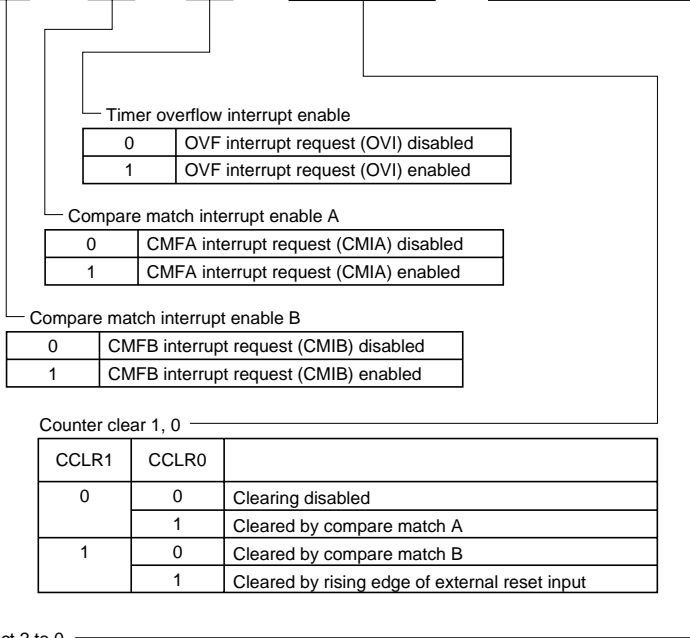 Timer overflow interrupt enable
0 OVF interrupt request (OVI) disabled
1 OVF interrupt request (OVI) enabled
Compare match interrupt enable A
0 CMFA interrupt request (CMIA) disabled
1 CMFA interrupt request (CMIA) enabled
Compare match interrupt enable B
0 CMFB interrupt request (CMIB) disabled
1 CMFB interrupt request (CMIB) enabled
Counter clear 1, 0
CCLR1 CCLR0
0 0 Clearing disabled
1 Cleared by compare match A
1 0 Cleared by compare match B
1 Cleared by rising edge of external reset input
2 to 0